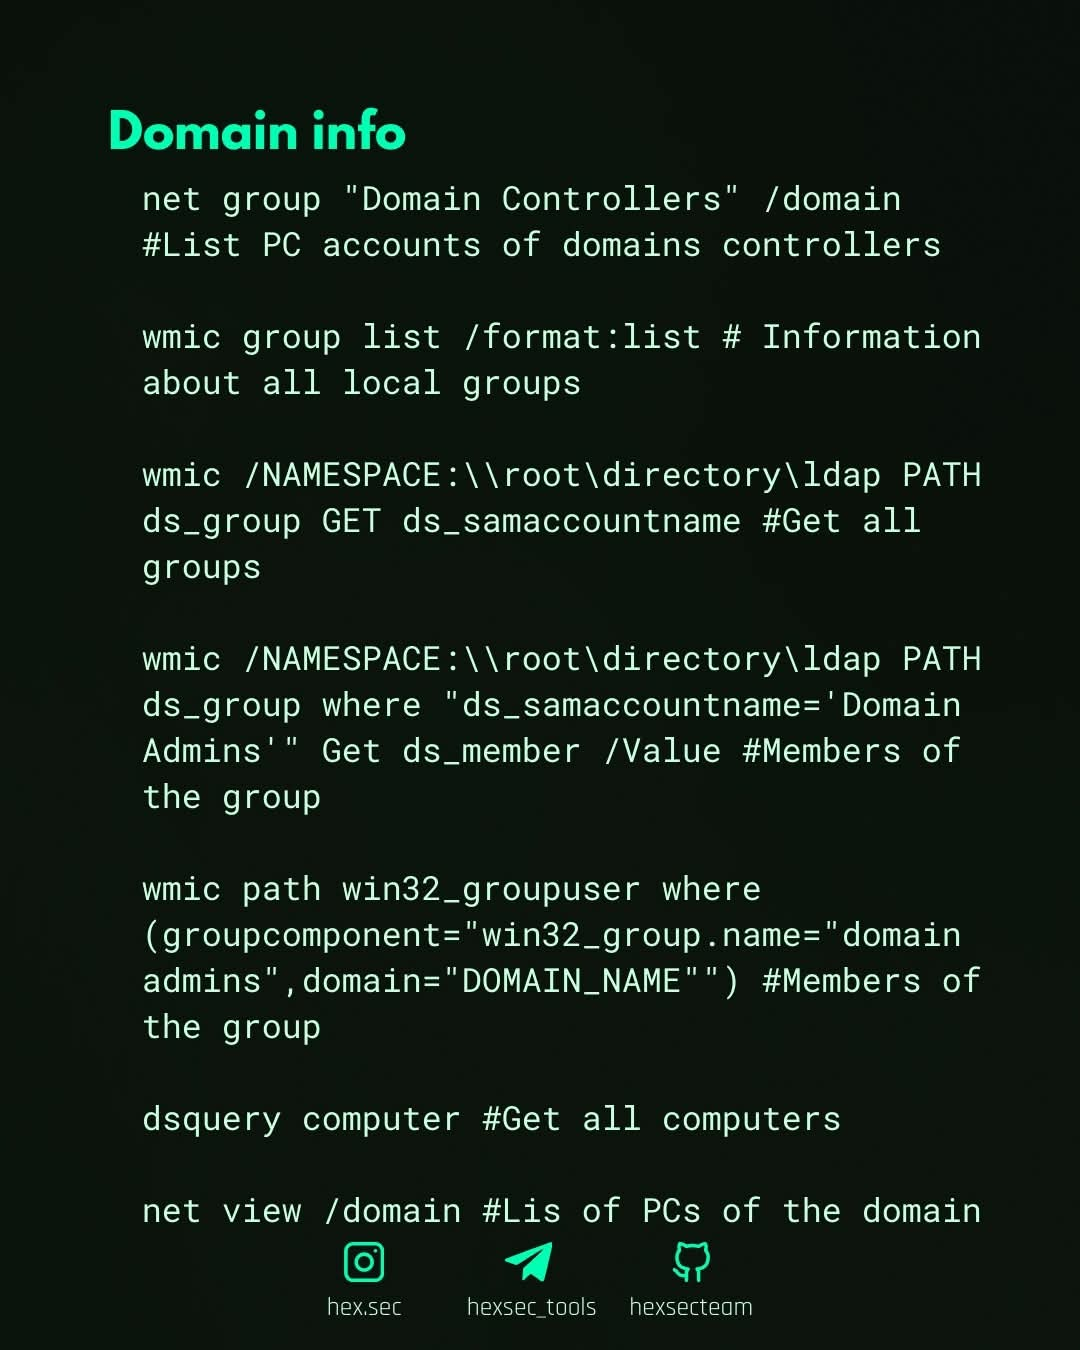 Domain info
net group "Domain Controllers" /domain
#List PC accounts of domains controllers
wmic group list /format:list # Information
about all local groups
wmic /NAMESPACE:\\root\directory\ldap PATH
ds_group GET ds_samaccountname #Get all
groups
wmic /NAMESPACE:\\root\directory\ldap PATH
ds_group where "ds_samaccountname='Domain
Admins'" Get ds_member /Value #Members of
the group
wmic path win32_groupuser where
(groupcomponent="win32_group.name="domain
admins",domain="DOMAIN_NAME"") #Members of
the group
dsquery computer #Get all computers
net view /domain #Lis of PCs of the domain
hex.sec hexsec_tools hexsecteam